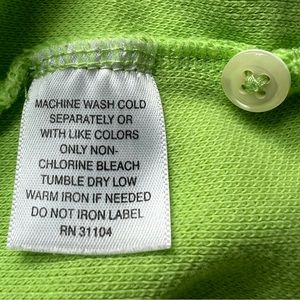 MACHINE WASH COLD
SEPARATELY OR
WITH LIKE COLORS
ONLY NON-
CHLORINE BLEACH
TUMBLE DRY LOW
WARM IRON IF NEEDED
DO NOT IRON LABEL
RN 31104